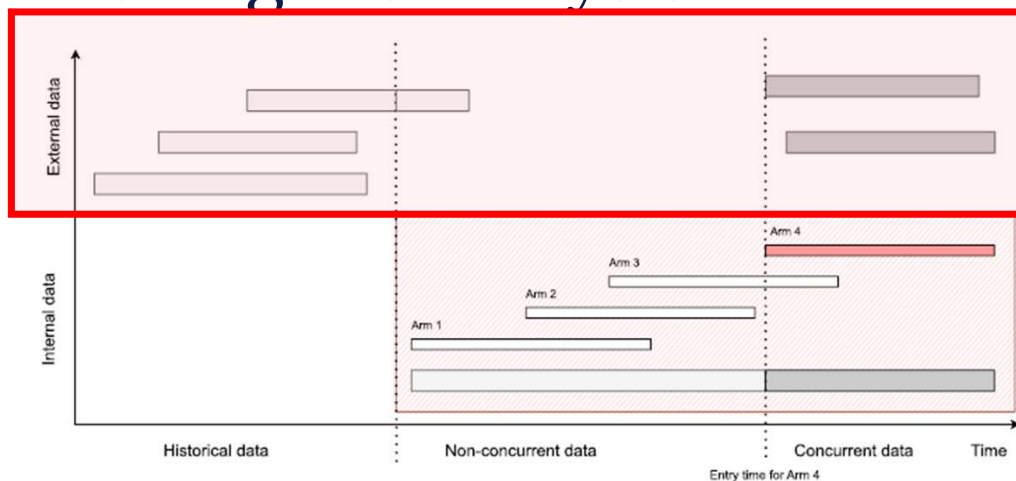 External data
Internal data
Arm 4
Arm 3
Arm 2
Arm 1
Historical data
Non-concurrent data
Concurrent data
Time
Entry time for Arm 4